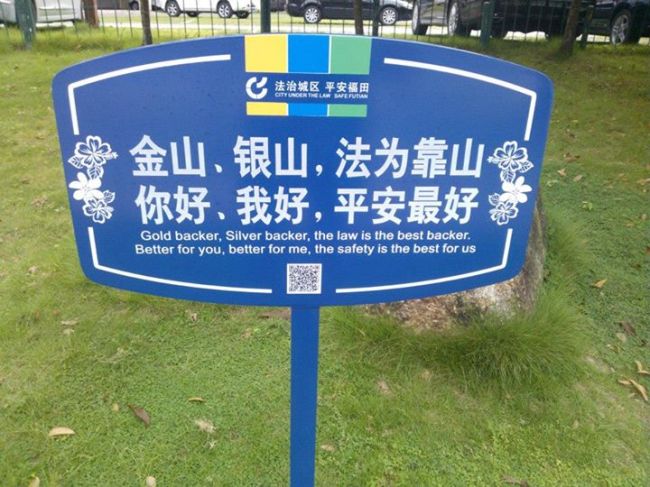 法治城区 平安福田
CITY UNDER THE LAW SAFE FUTIAN
金山、银山，法为靠山
你好、我好，平安最好
Gold backer, Silver backer, the law is the best backer.
Better for you, better for me, the safety is the best for us